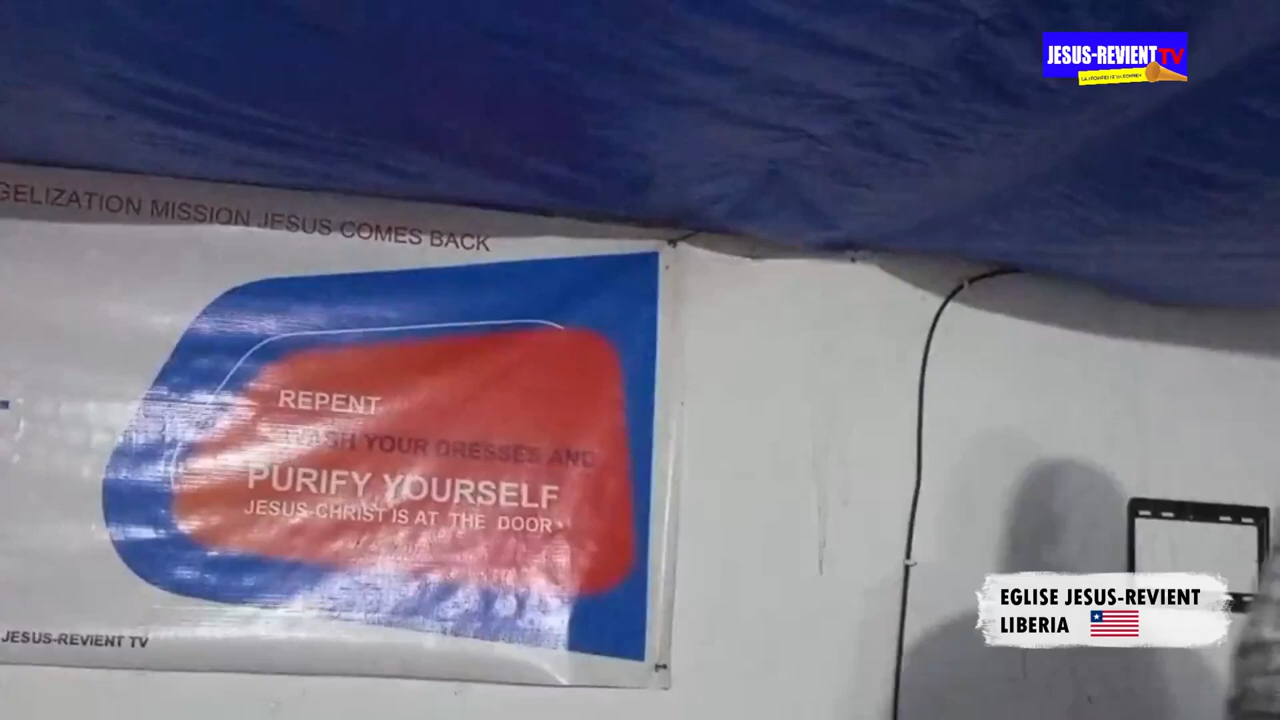 JESUS-REVIENT TV
GELIZATION MISSION JESUS COMES BACK
REPENT
WASH YOUR DRESSES AND
PURIFY YOURSELF
JESUS-CHRIST IS AT THE DOOR
JESUS-REVIENT TV
EGLISE JESUS-REVIENT
LIBERIA